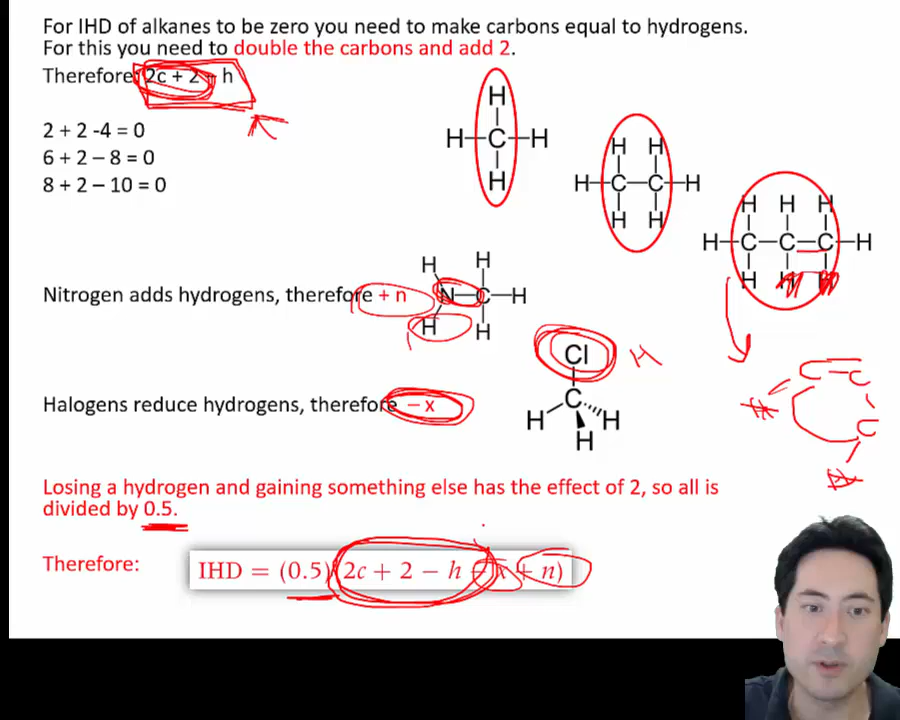 For IHD of alkanes to be zero you need to make carbons equal to hydrogens.
For this you need to double the carbons and add 2.
Therefore 2c + 2 - h
2 + 2 -4 = 0
6 + 2 – 8 = 0
8 + 2 – 10 = 0
H
H–C–H
H
H H
H–C–C–H
H H
H H H
H–C–C=C–H
H H H
Nitrogen adds hydrogens, therefore + n
H H
N–C–H
H H
Cl H
C
H H
H
C=C
H C
H
Halogens reduce hydrogens, therefore – x
Losing a hydrogen and gaining something else has the effect of 2, so all is
divided by 0.5.
Therefore:
IHD = (0.5)(2c + 2 − h − x + n)